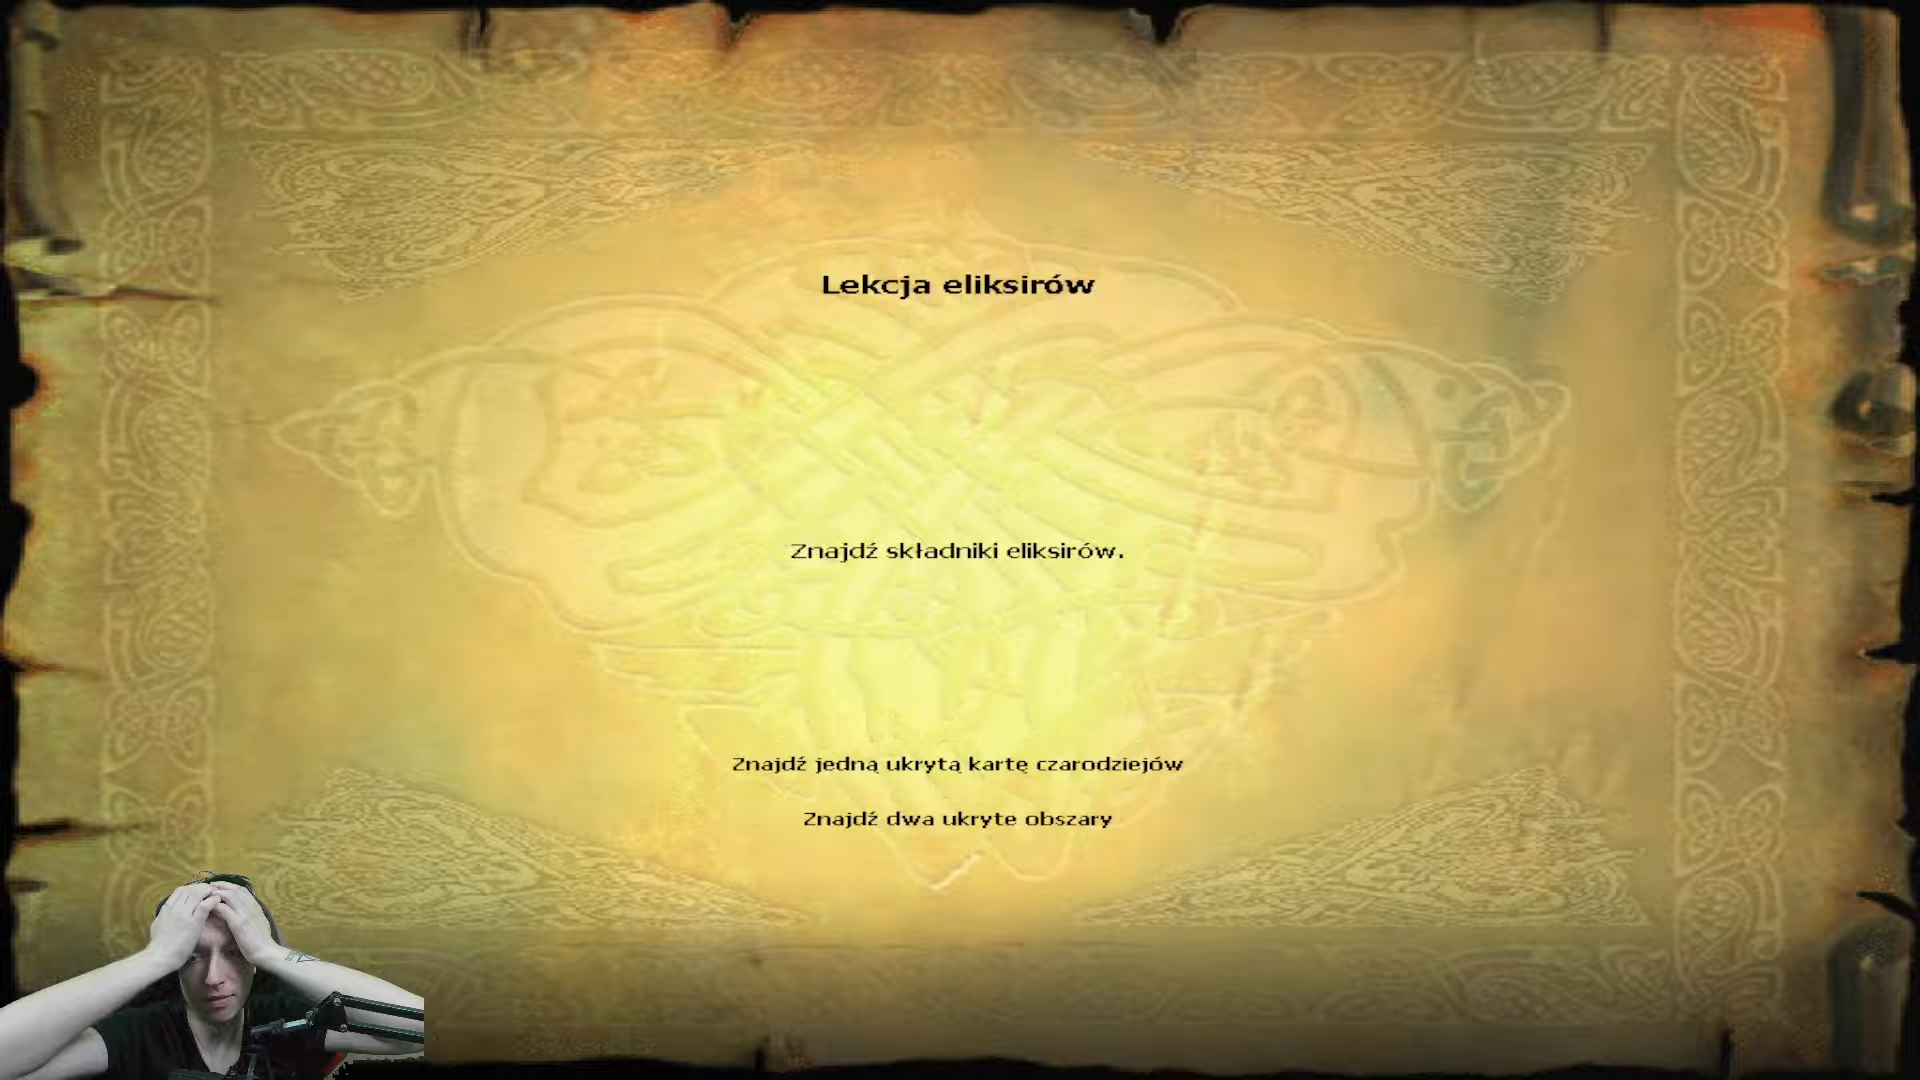 Lekcja eliksirów
Znajdź składniki eliksirów.
Znajdź jedną ukrytą kartę czarodziejów
Znajdź dwa ukryte obszary